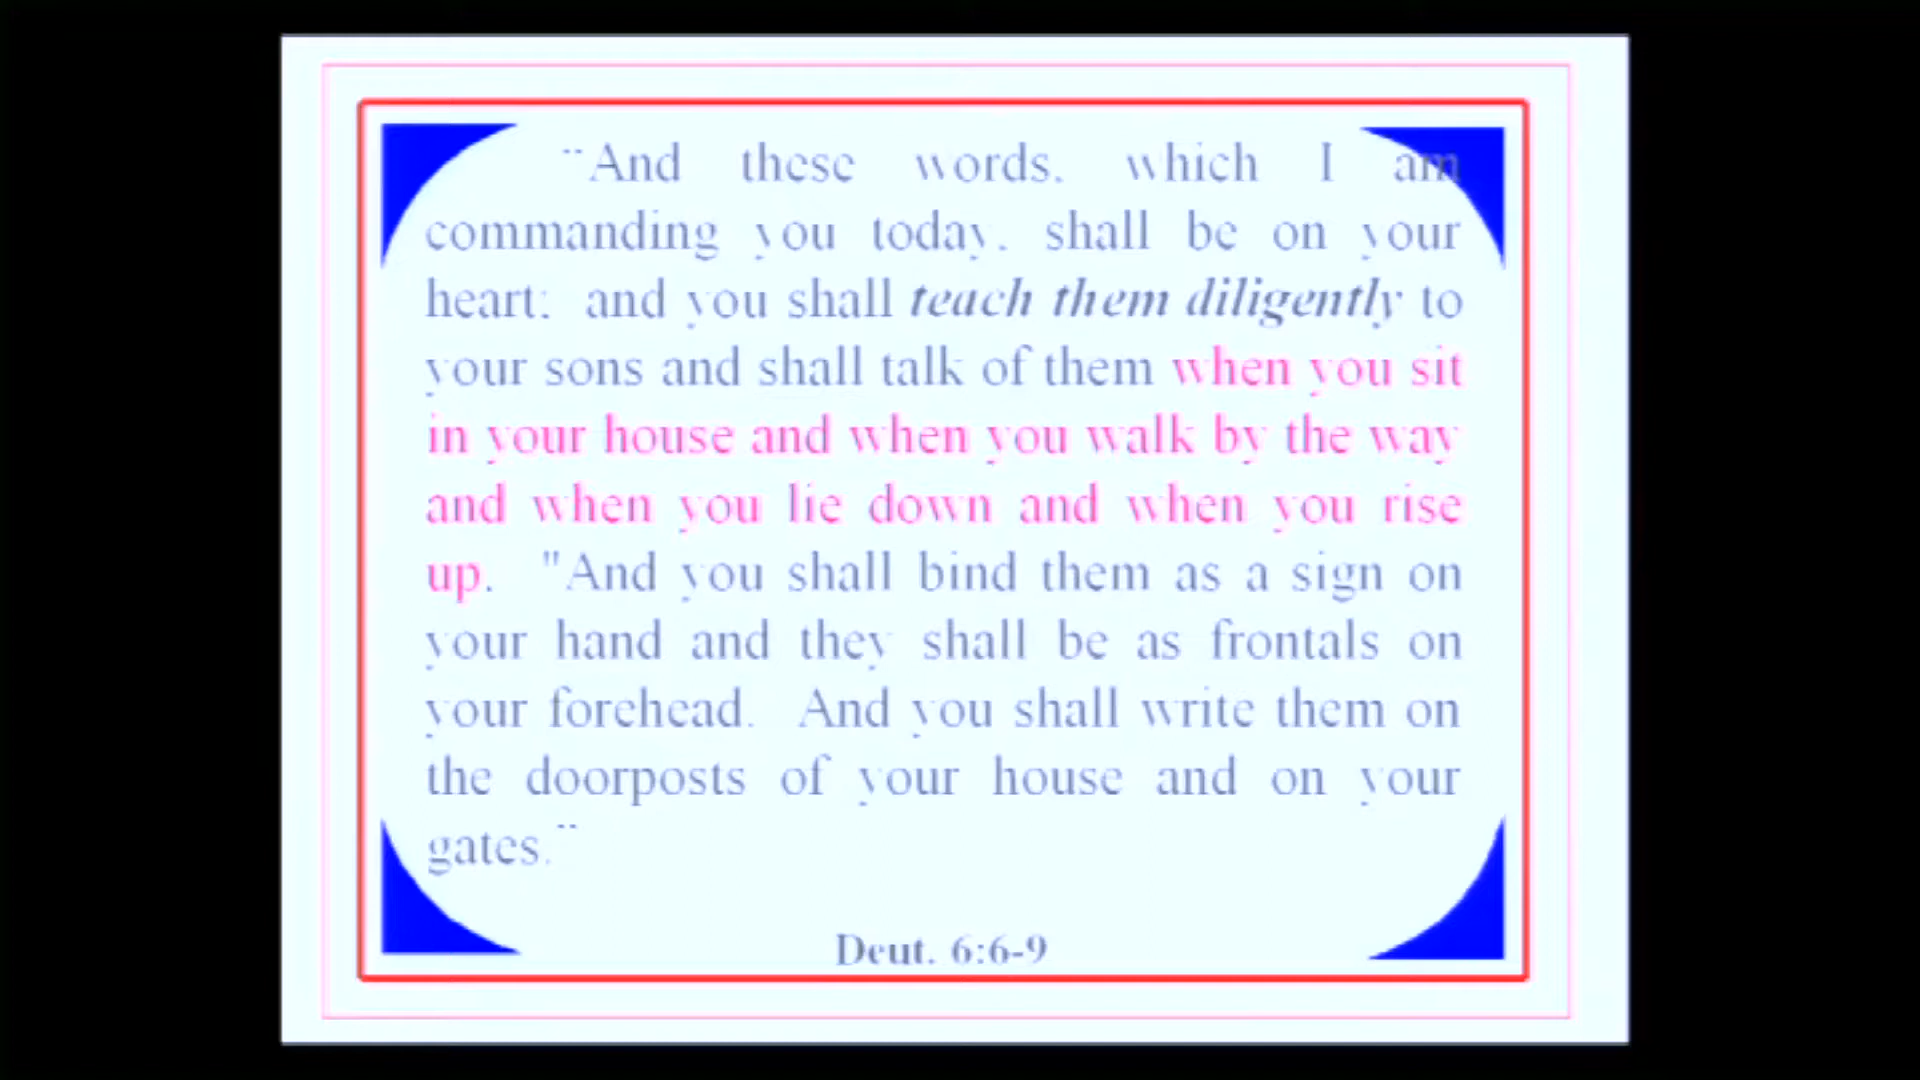 "And these words, which I am
commanding you today, shall be on your
heart; and you shall teach them diligently to
your sons and shall talk of them when you sit
in your house and when you walk by the way
and when you lie down and when you rise
up. "And you shall bind them as a sign on
your hand and they shall be as frontals on
your forehead. And you shall write them on
the doorposts of your house and on your
gates."
Deut. 6:6-9